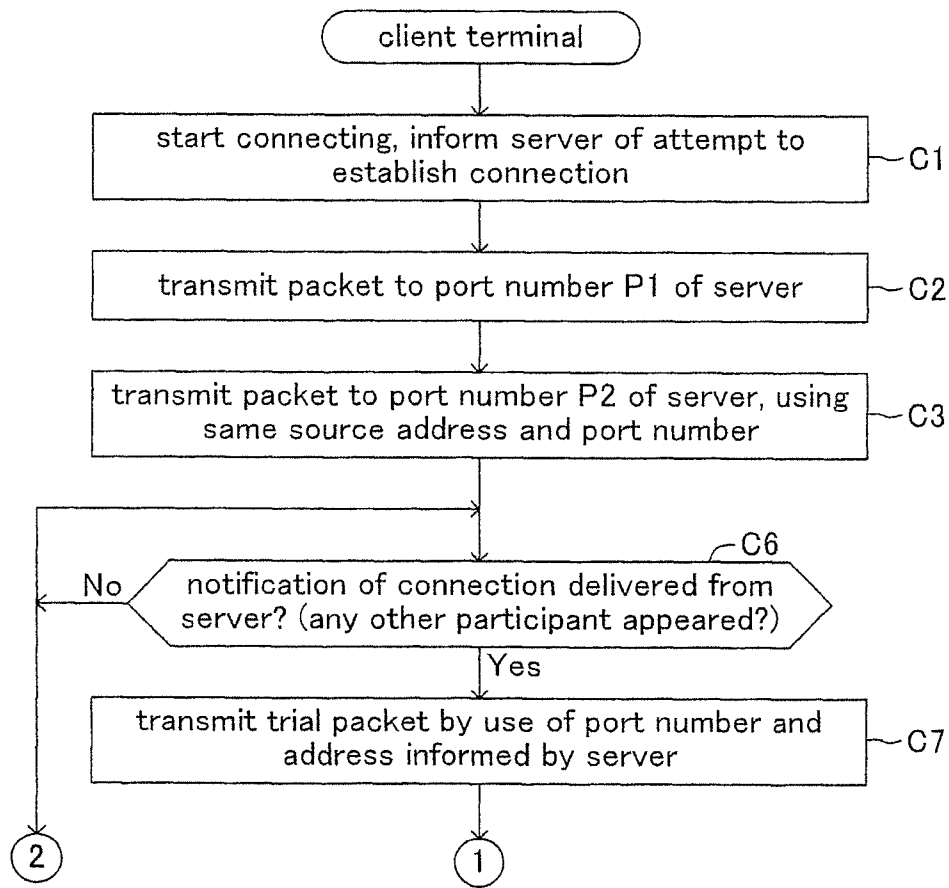 client terminal
start connecting, inform server of attempt to
establish connection
C1
transmit packet to port number P1 of server
C2
transmit packet to port number P2 of server, using
same source address and port number
C3
C6
No
notification of connection delivered from
server? (any other participant appeared?)
Yes
transmit trial packet by use of port number and
address informed by server
C7
2
1